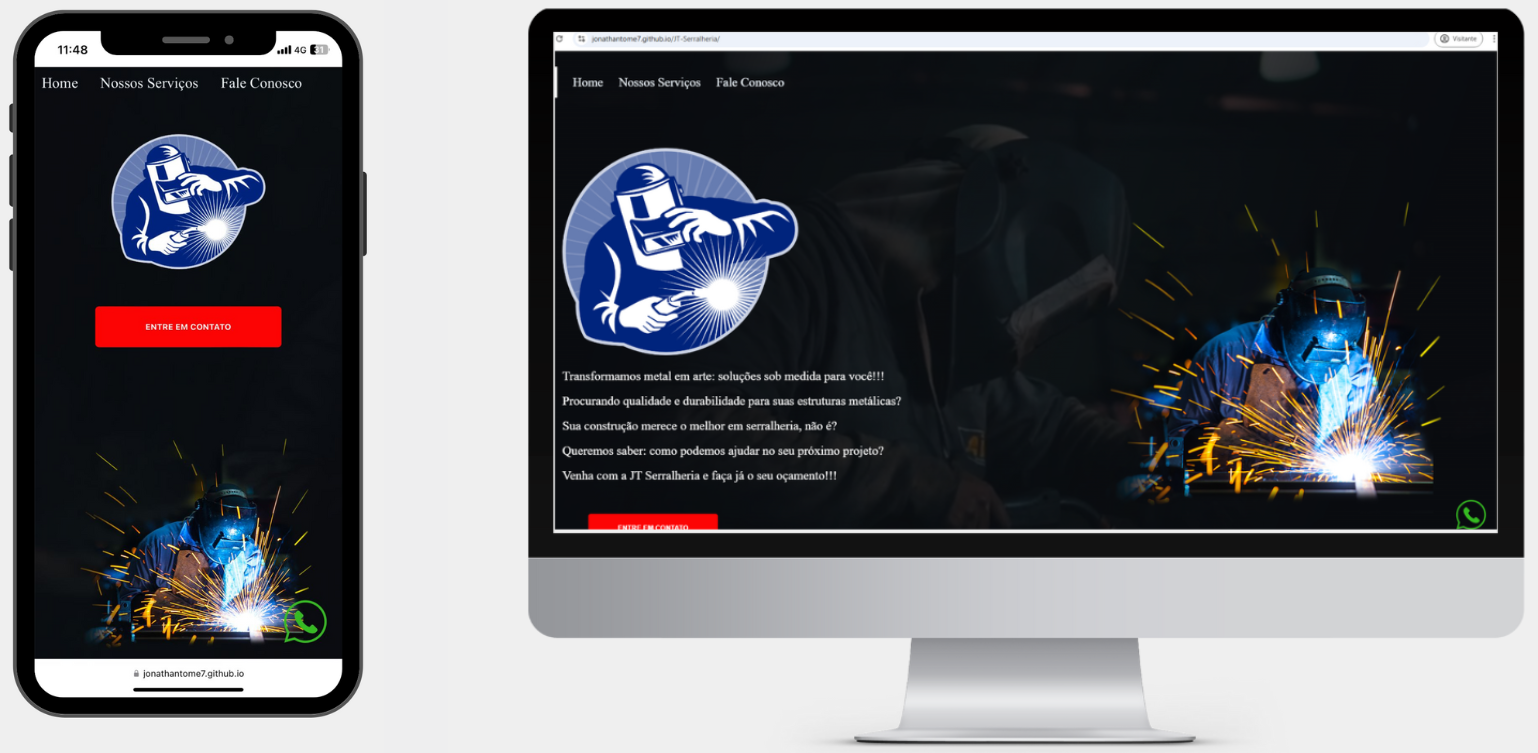 11:48
4G 31
Home Nossos Serviços Fale Conosco
ENTRE EM CONTATO
jonathantome7.github.io
jonathantome7.github.io/JT-Serralheria/
Visitante
Home Nossos Serviços Fale Conosco
Transformamos metal em arte: soluções sob medida para você!!!
Procurando qualidade e durabilidade para suas estruturas metálicas?
Sua construção merece o melhor em serralheria, não é?
Queremos saber: como podemos ajudar no seu próximo projeto?
Venha com a JT Serralheria e faça já o seu oçamento!!!
ENTRE EM CONTATO